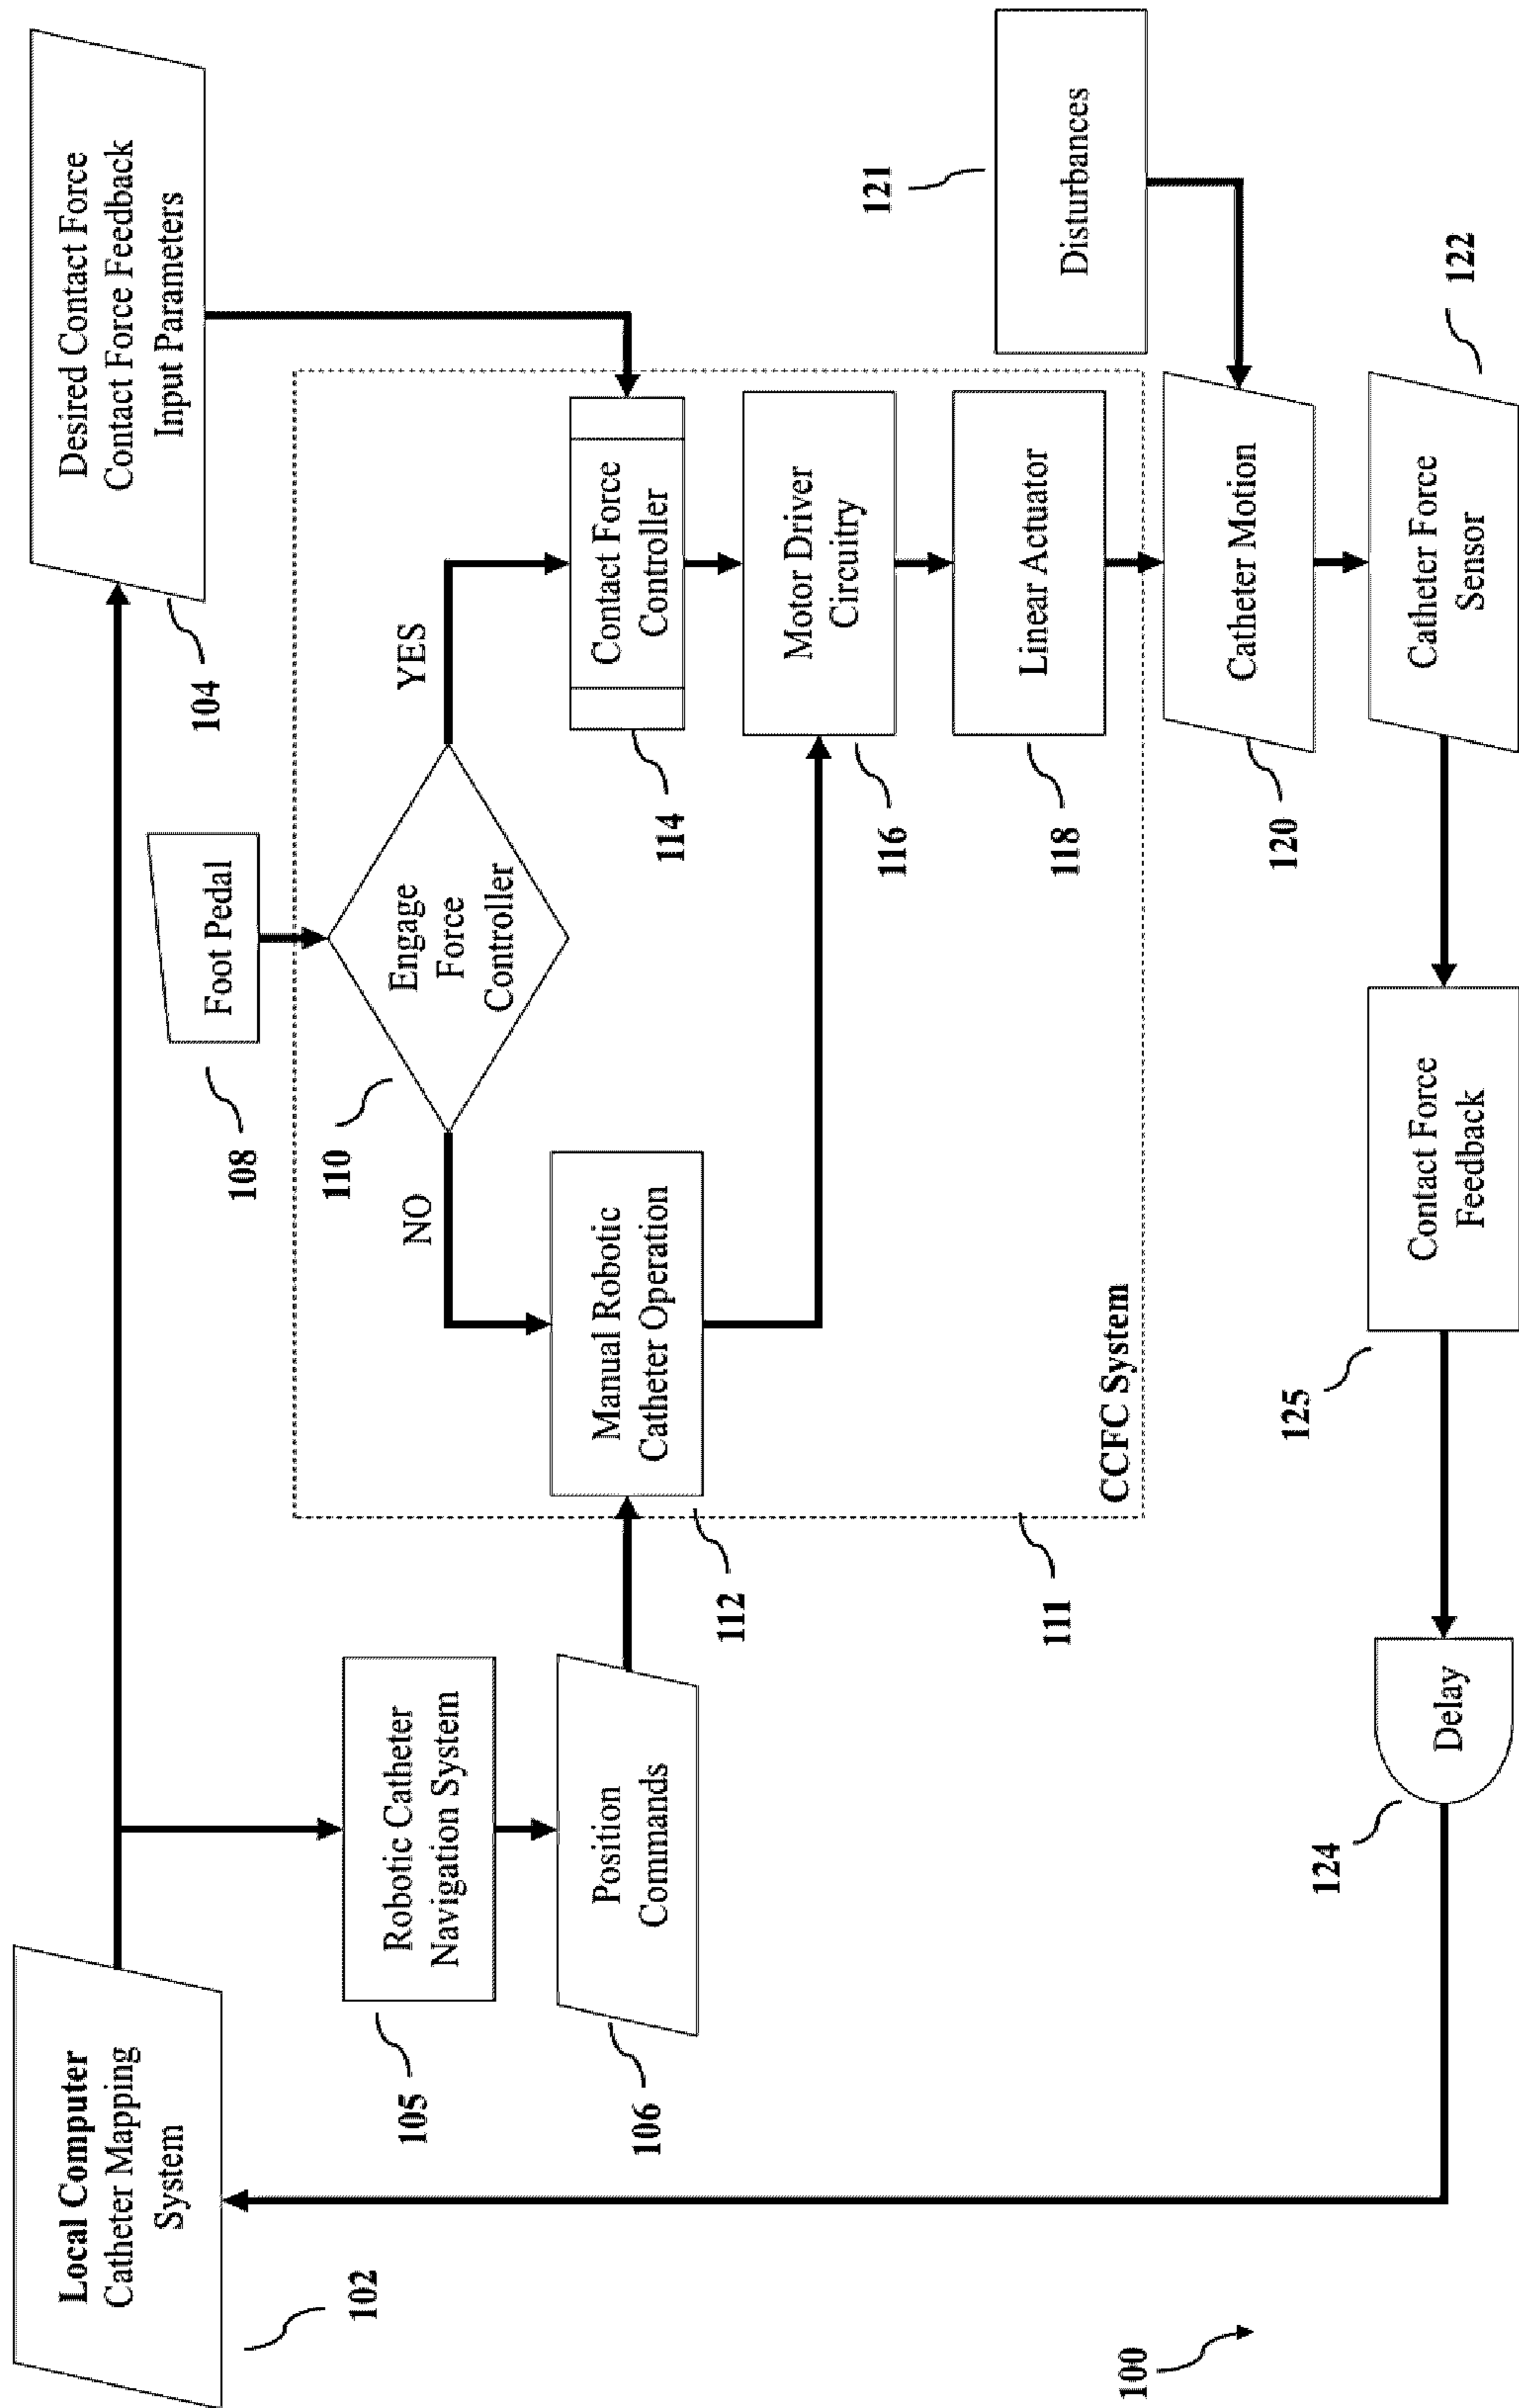 Local Computer
Catheter Mapping
System
102
Desired Contact Force
Contact Force Feedback
Input Parameters
104
Foot Pedal
108
Robotic Catheter
Navigation System
105
Position
Commands
106
Engage
Force
Controller
110
NO
YES
Manual Robotic
Catheter Operation
112
Contact Force
Controller
114
Motor Driver
Circuitry
116
Linear Actuator
118
CCFC System
111
Disturbances
121
Catheter Motion
120
Catheter Force
Sensor
122
Contact Force
Feedback
125
Delay
124
100